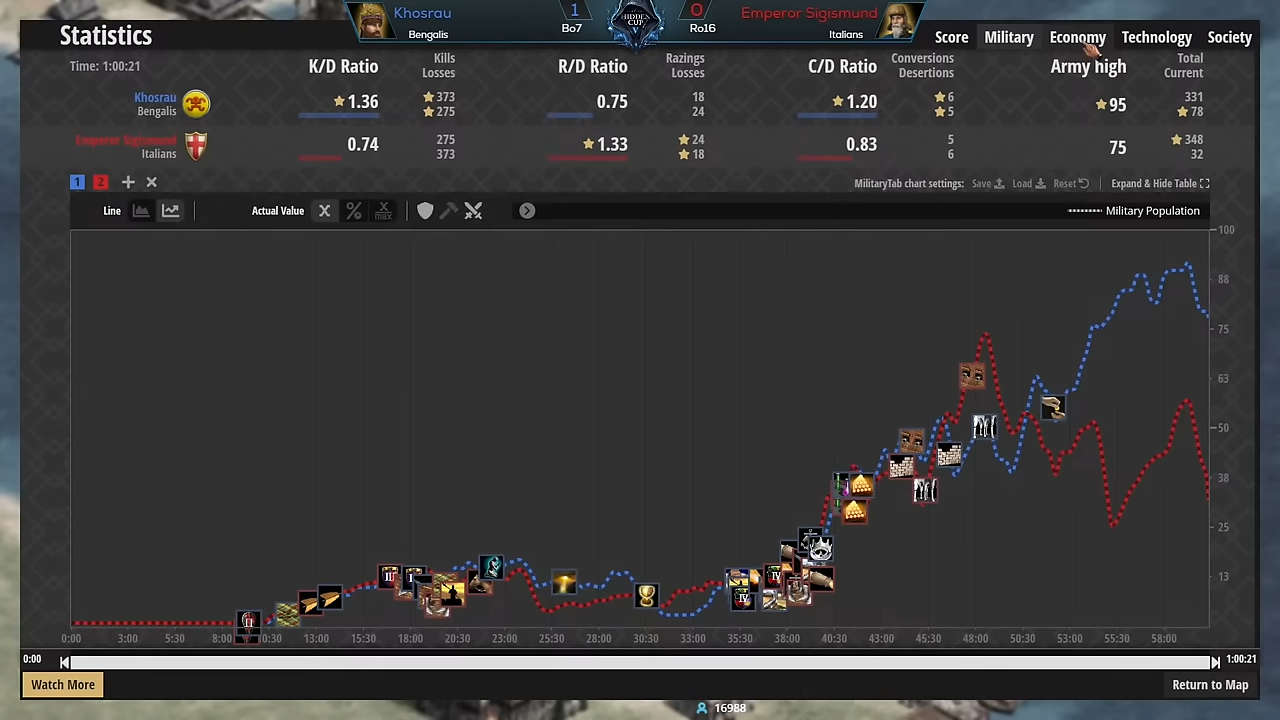 Khosrau
Bengalis
1
Bo7
HIDDEN CUP
0
Ro16
Emperor Sigismund
Italians
Statistics
Score Military Economy Technology Society
Time: 1:00:21
K/D Ratio
Kills
Losses
R/D Ratio
Razings
Losses
C/D Ratio
Conversions
Desertions
Army high
Total
Current
Khosrau
Bengalis
1.36
373
275
0.75
18
24
1.20
6
5
95
331
78
Emperor Sigismund
Italians
0.74
275
373
1.33
24
18
0.83
5
6
75
348
32
1 2
MilitaryTab chart settings: Save Load Reset Expand & Hide Table
Line Actual Value X % X max Military Population
100
88
75
63
50
38
25
13
0:00 3:00 5:30 8:00 0:30 13:00 15:30 18:00 20:30 23:00 25:30 28:00 30:30 33:00 35:30 38:00 40:30 43:00 45:30 48:00 50:30 53:00 55:30 58:00
0:00 1:00:21
Watch More Return to Map
16988